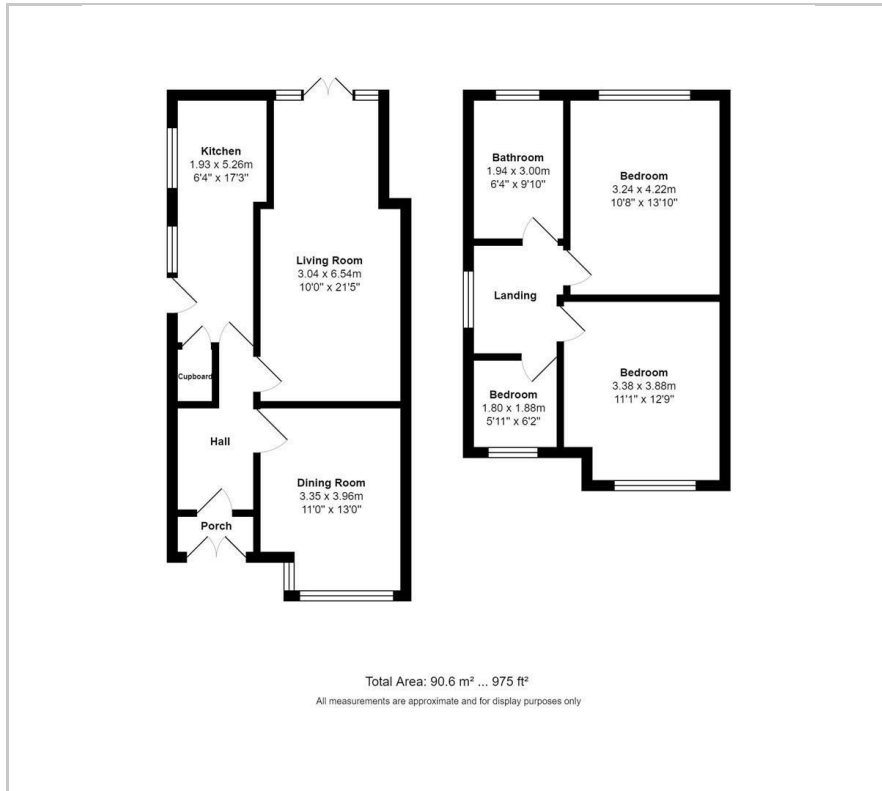 Kitchen
1.93 x 5.26m
6'4" x 17'3"
Living Room
3.04 x 6.54m
10'0" x 21'5"
Cupboard
Hall
Dining Room
3.35 x 3.96m
11'0" x 13'0"
Porch
Bathroom
1.94 x 3.00m
6'4" x 9'10"
Bedroom
3.24 x 4.22m
10'8" x 13'10"
Landing
Bedroom
3.38 x 3.88m
11'1" x 12'9"
Bedroom
1.80 x 1.88m
5'11" x 6'2"
Total Area: 90.6 m² ... 975 ft²
All measurements are approximate and for display purposes only